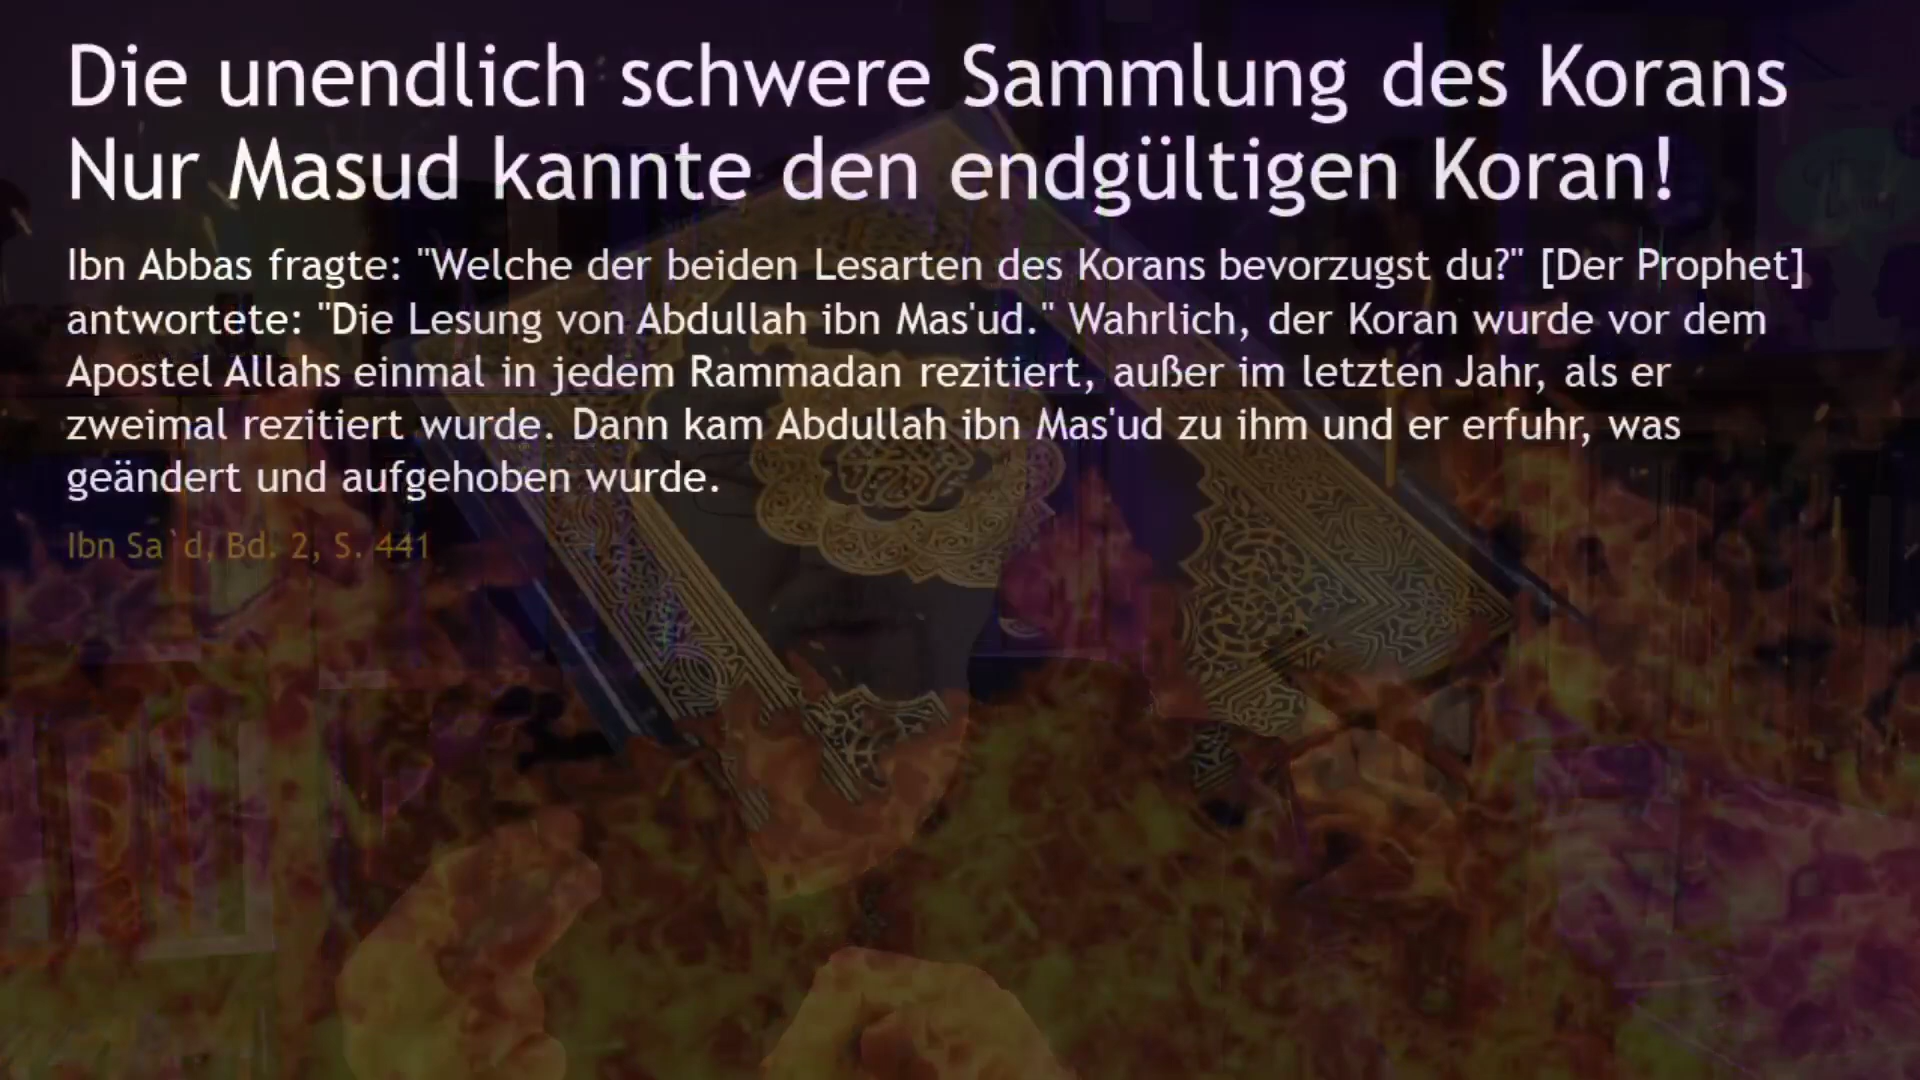 Die unendlich schwere Sammlung des Korans
Nur Masud kannte den endgültigen Koran!
Ibn Abbas fragte: "Welche der beiden Lesarten des Korans bevorzugst du?" [Der Prophet]
antwortete: "Die Lesung von Abdullah ibn Mas'ud." Wahrlich, der Koran wurde vor dem
Apostel Allahs einmal in jedem Rammadan rezitiert, außer im letzten Jahr, als er
zweimal rezitiert wurde. Dann kam Abdullah ibn Mas'ud zu ihm und er erfuhr, was
geändert und aufgehoben wurde.
Ibn Sa`d, Bd. 2, S. 441